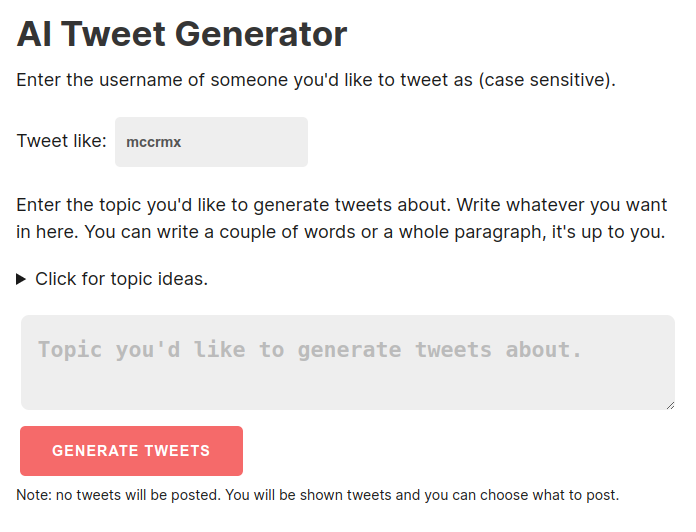 AI Tweet Generator
Enter the username of someone you'd like to tweet as (case sensitive).
Tweet like: mccrmx
Enter the topic you'd like to generate tweets about. Write whatever you want
in here. You can write a couple of words or a whole paragraph, it's up to you.
Click for topic ideas.
Topic you'd like to generate tweets about.
GENERATE TWEETS
Note: no tweets will be posted. You will be shown tweets and you can choose what to post.